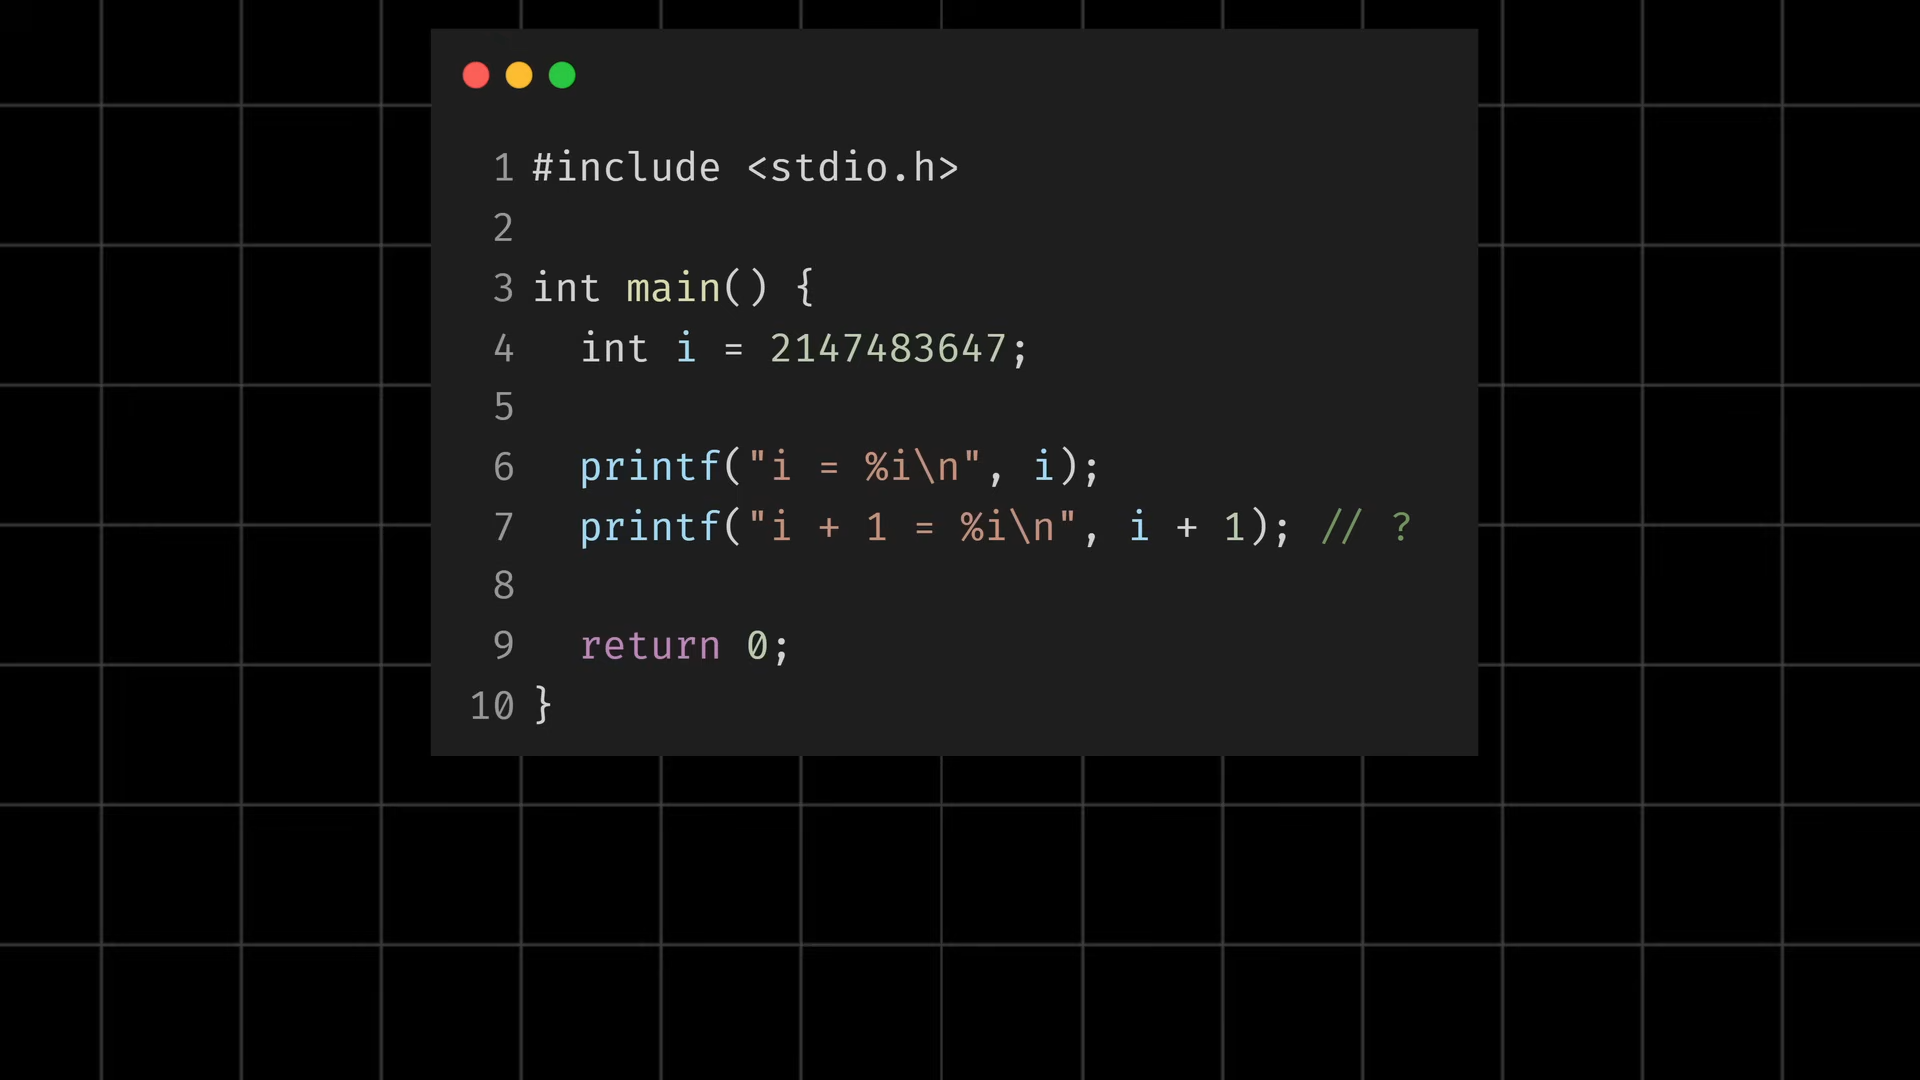 1 #include <stdio.h>
2
3 int main() {
4   int i = 2147483647;
5
6   printf("i = %i\n", i);
7   printf("i + 1 = %i\n", i + 1); // ?
8
9   return 0;
10 }